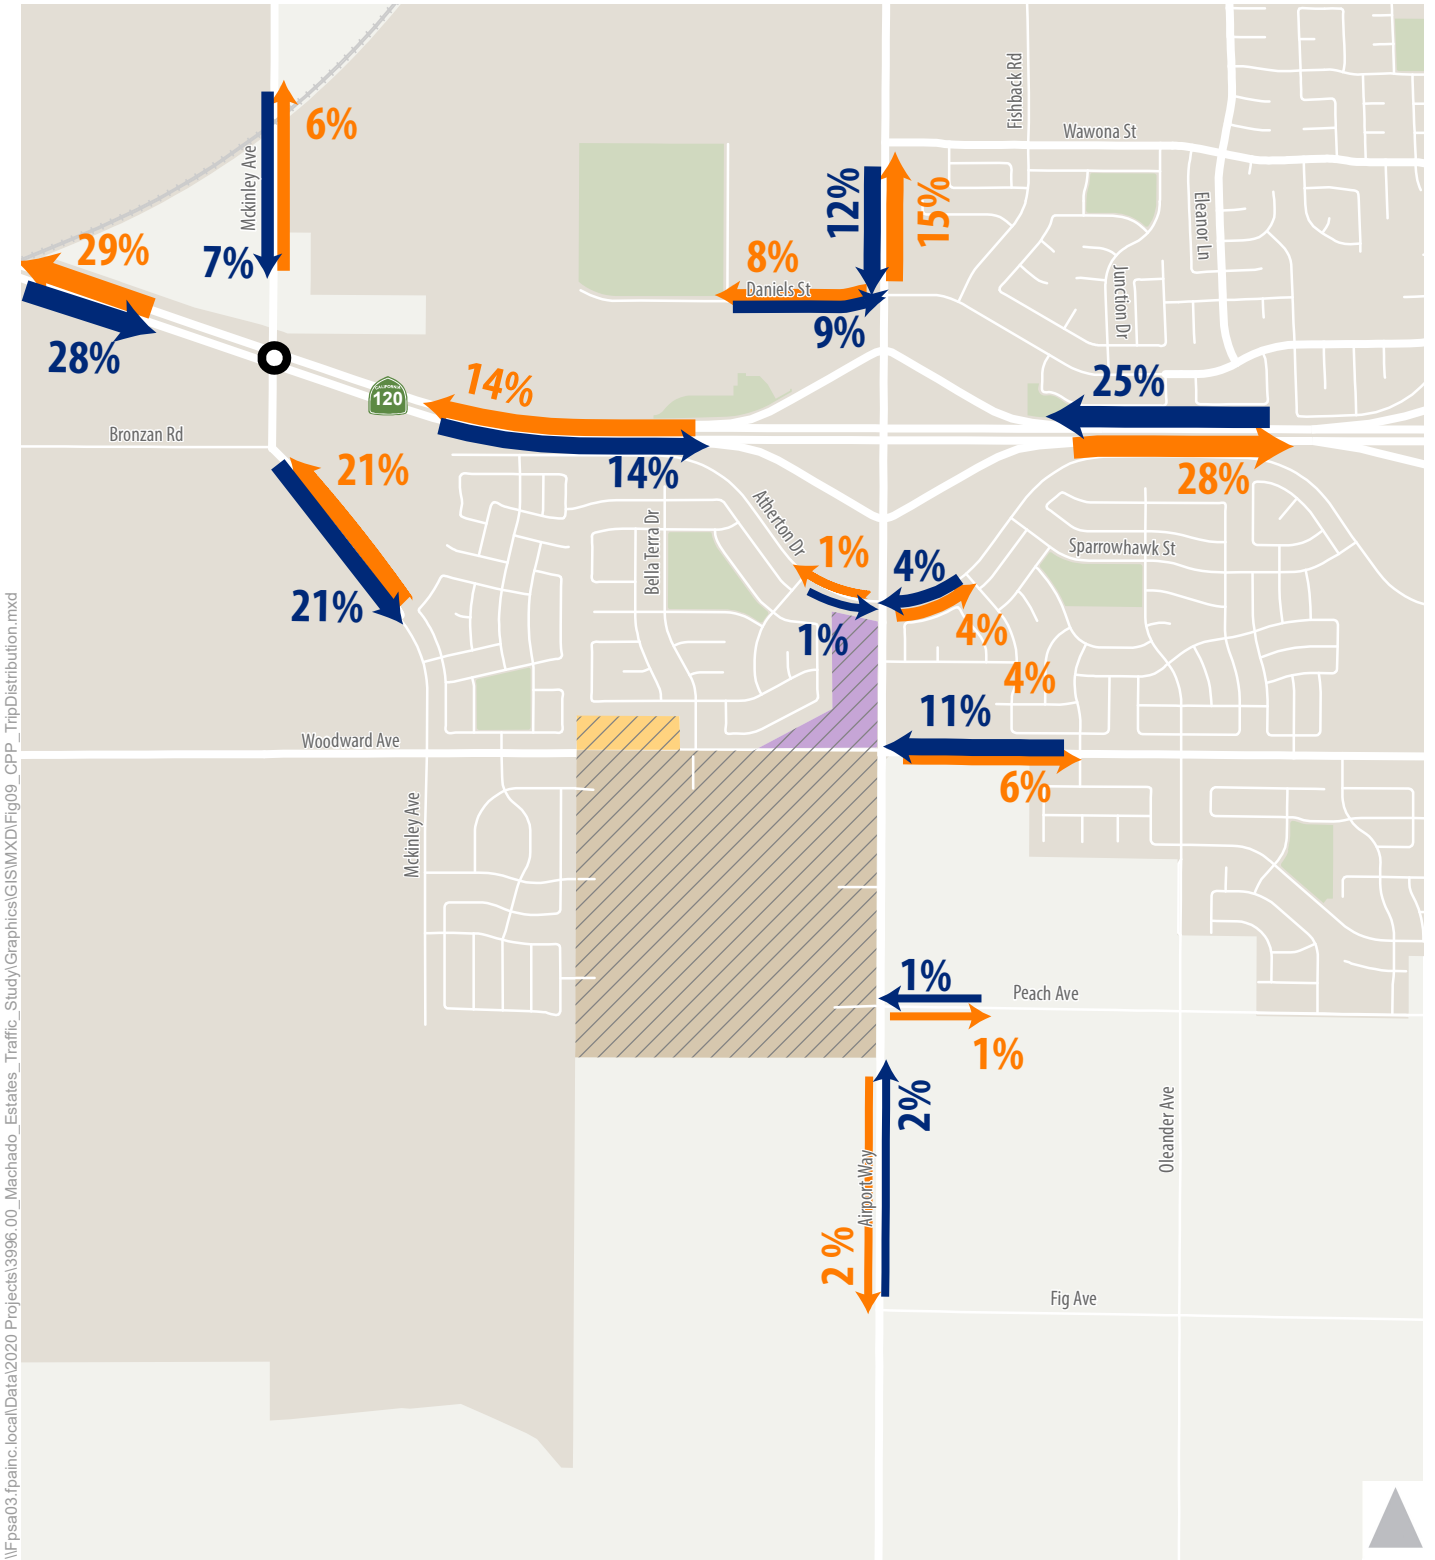 Mckinley Ave
6%
7%
29%
28%
CALIFORNIA
120
14%
14%
Bronzan Rd
21%
21%
Fishback Rd
Wawona St
Eleanor Ln
Junction Dr
12%
15%
8%
Daniels St
9%
25%
28%
Atherton Dr
Bella Terra Dr
Sparrowhawk St
1%
4%
1%
4%
4%
11%
6%
Woodward Ave
Mckinley Ave
1%
Peach Ave
1%
2%
Airport Way
2 %
Oleander Ave
Fig Ave
\\Fpsa03.fpainc.local\Data\2020 Projects\3996.00_Machado_Estates_Traffic_Study\Graphics\GIS\MXD\Fig09_CPP_TripDistribution.mxd